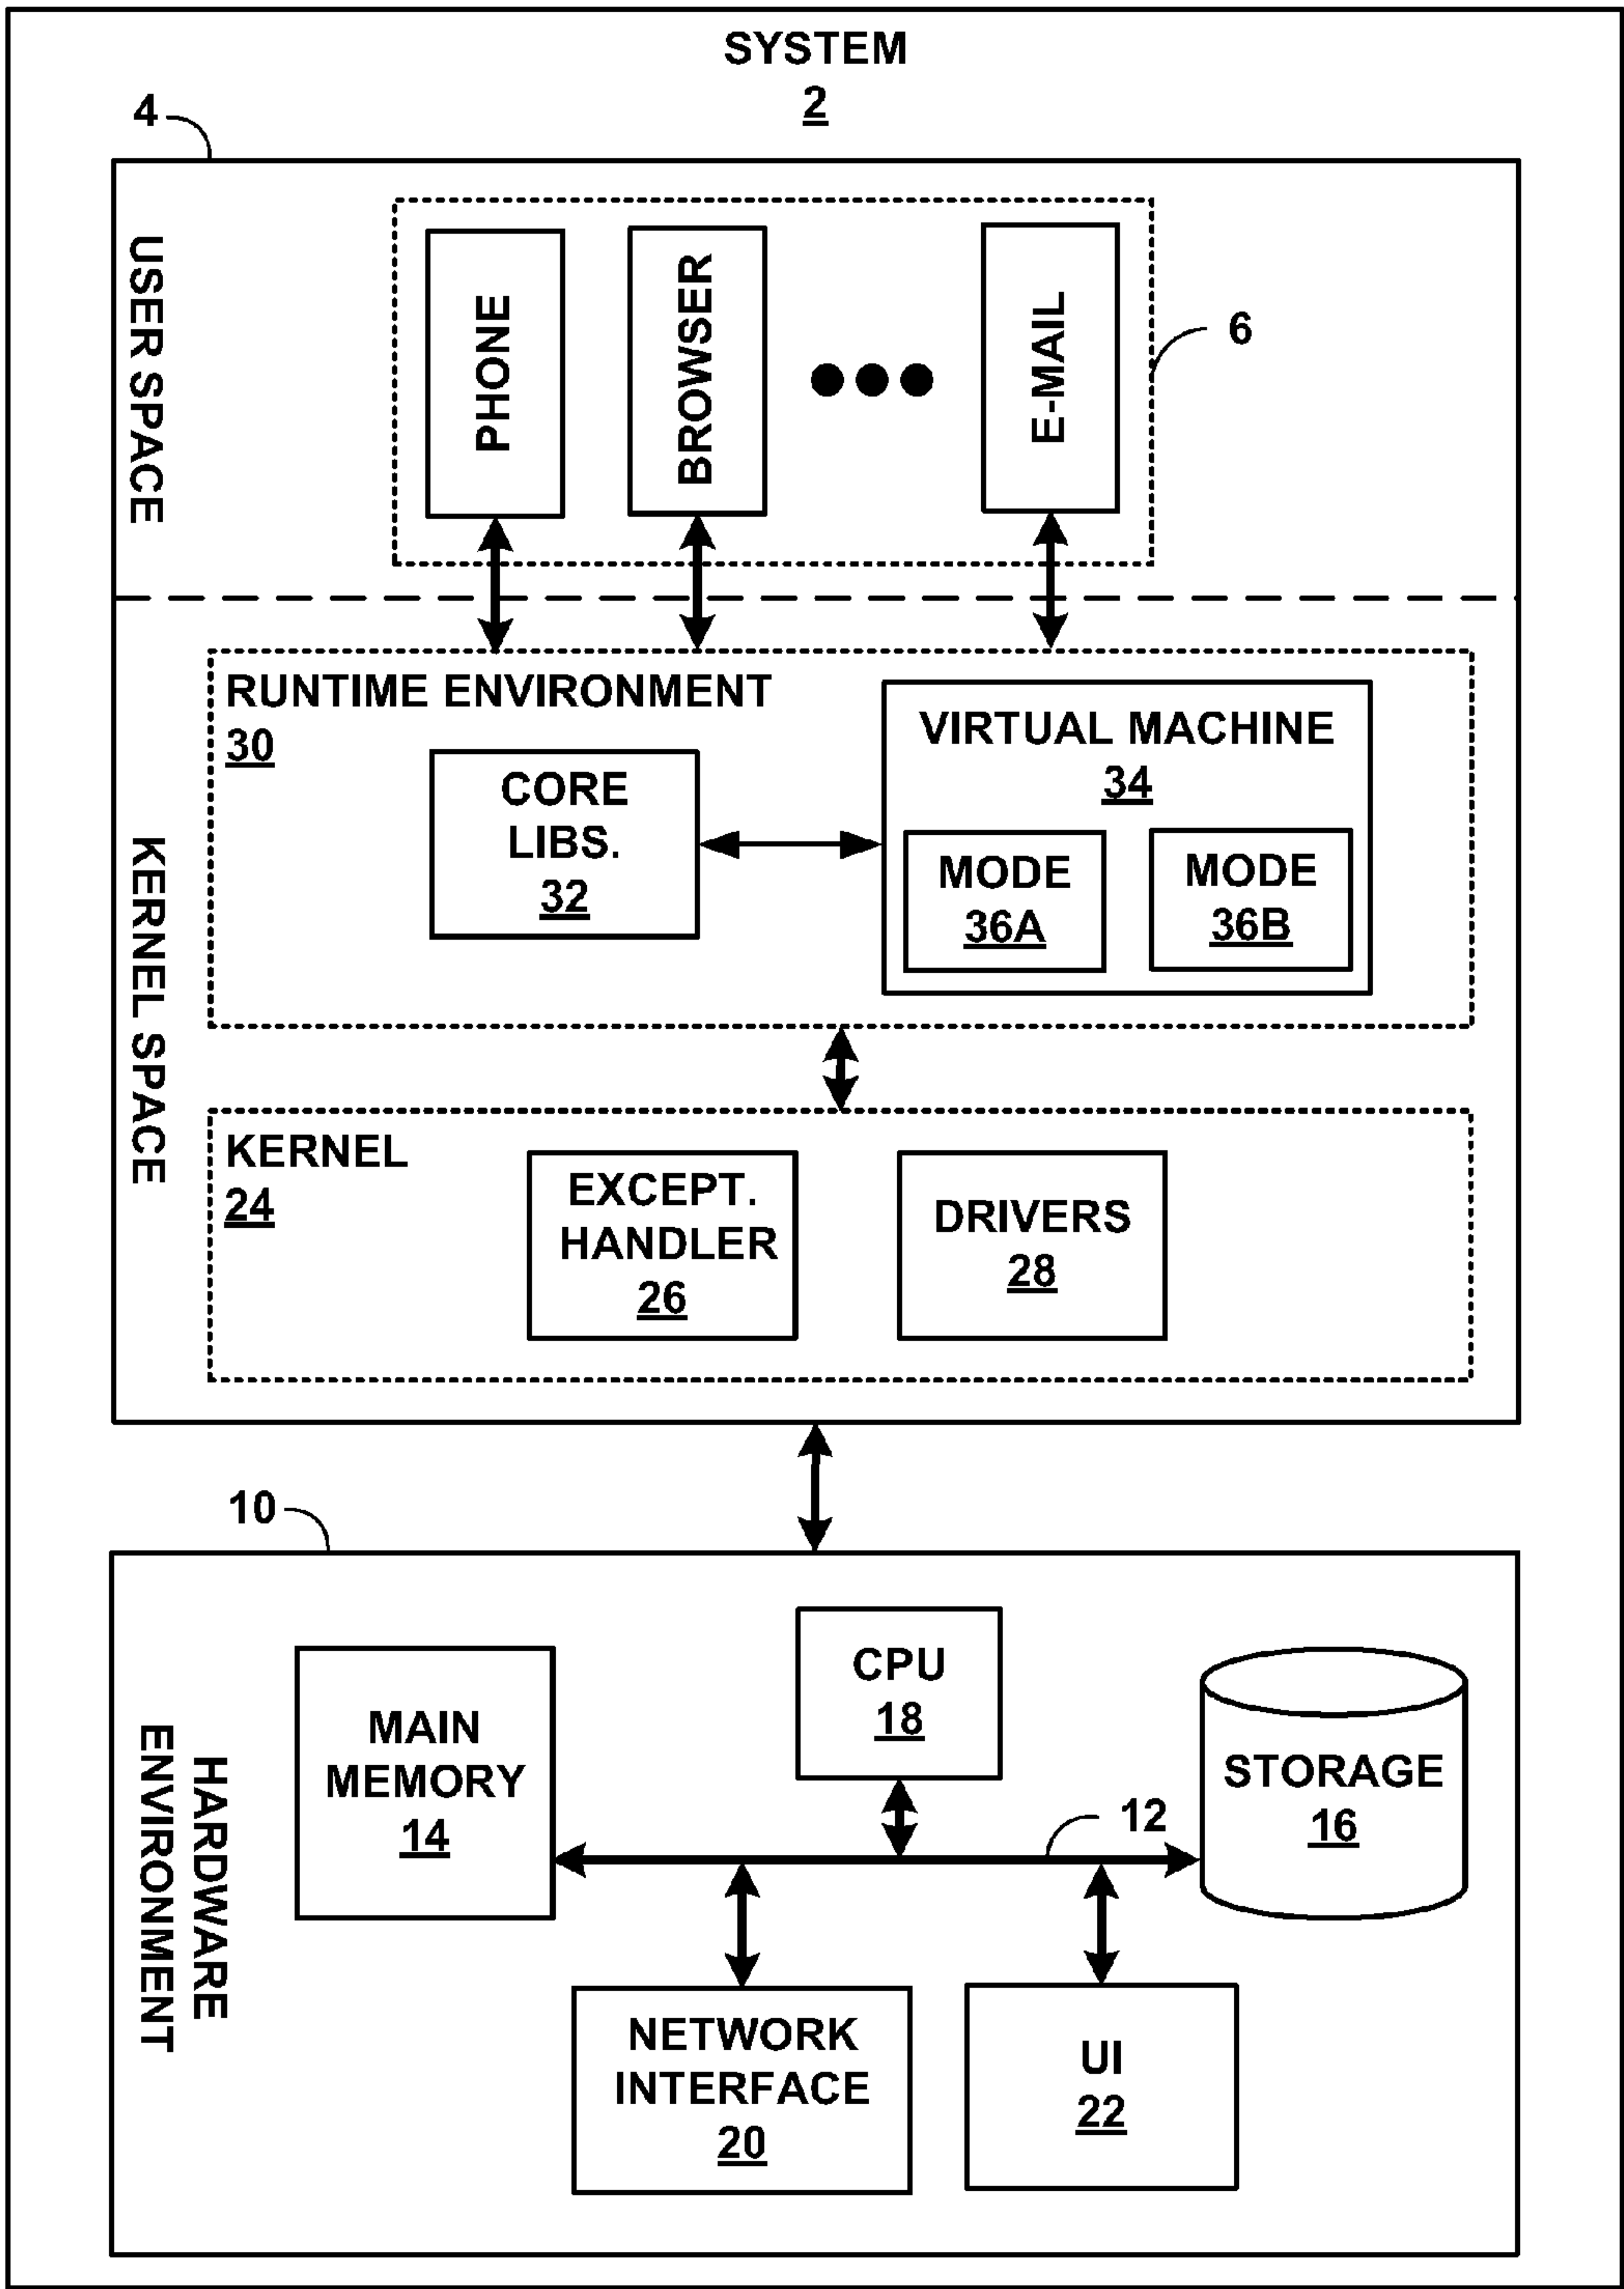 SYSTEM
2
4
USER SPACE
PHONE
BROWSER
E-MAIL
6
KERNEL SPACE
RUNTIME ENVIRONMENT
30
CORE
LIBS.
32
VIRTUAL MACHINE
34
MODE
36A
MODE
36B
KERNEL
24
EXCEPT.
HANDLER
26
DRIVERS
28
10
HARDWARE
ENVIRONMENT
MAIN
MEMORY
14
CPU
18
12
STORAGE
16
NETWORK
INTERFACE
20
UI
22